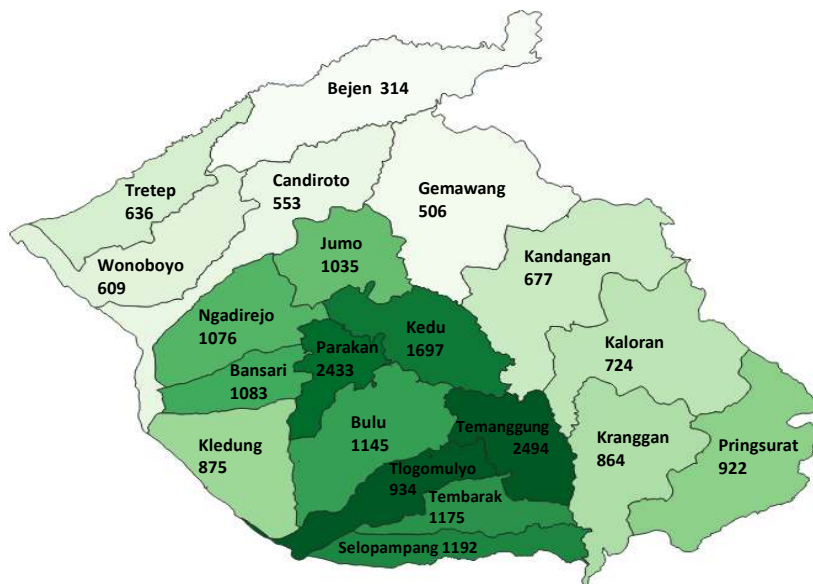 Bejen 314
Tretep
636
Candiroto
553
Gemawang
506
Wonoboyo
609
Jumo
1035
Kandangan
677
Ngadirejo
1076
Parakan
2433
Kedu
1697
Kaloran
724
Bansari
1083
Kledung
875
Bulu
1145
Temanggung
2494
Kranggan
864
Pringsurat
922
Tlogomulyo
934
Tembarak
1175
Selopampang 1192